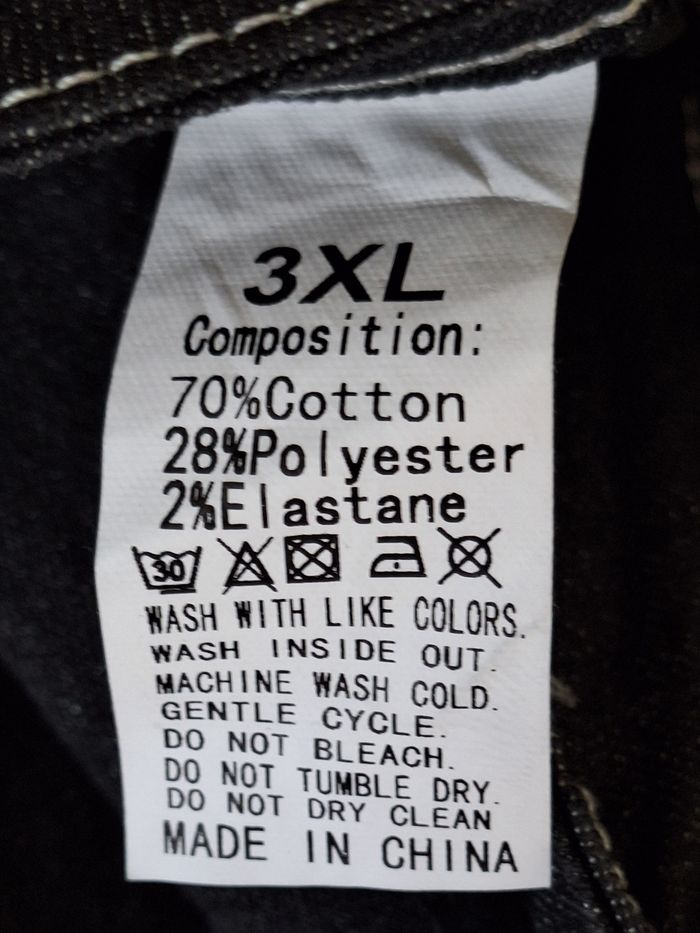 3XL
Composition:
70%Cotton
28%Polyester
2%Elastane
30
WASH WITH LIKE COLORS.
WASH INSIDE OUT.
MACHINE WASH COLD.
GENTLE CYCLE.
DO NOT BLEACH.
DO NOT TUMBLE DRY.
DO NOT DRY CLEAN
MADE IN CHINA